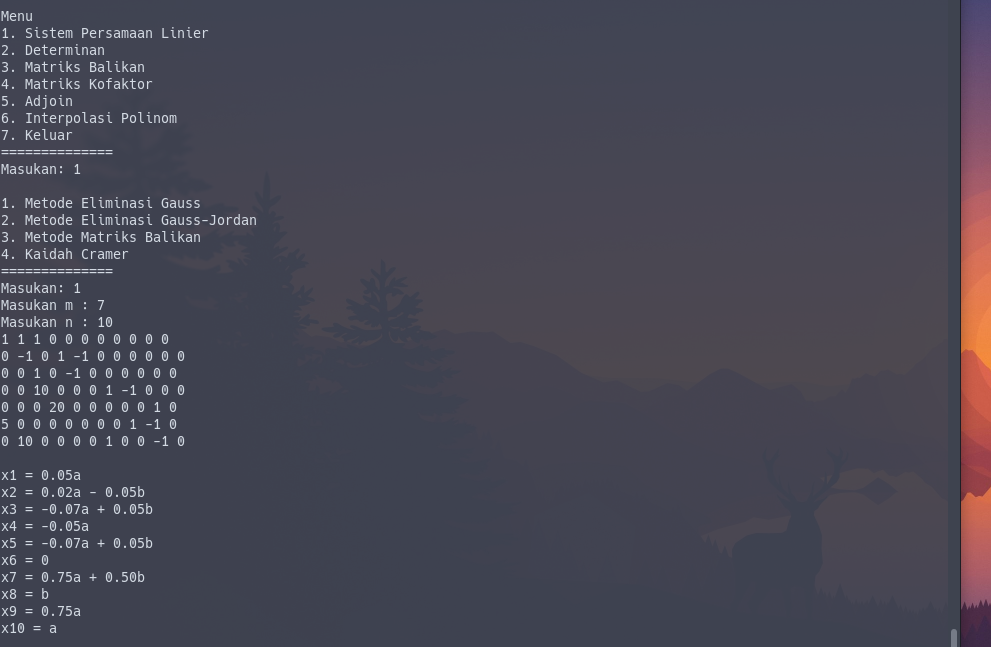 Menu
1. Sistem Persamaan Linier
2. Determinan
3. Matriks Balikan
4. Matriks Kofaktor
5. Adjoin
6. Interpolasi Polinom
7. Keluar
==============
Masukan: 1
1. Metode Eliminasi Gauss
2. Metode Eliminasi Gauss-Jordan
3. Metode Matriks Balikan
4. Kaidah Cramer
==============
Masukan: 1
Masukan m : 7
Masukan n : 10
1 1 1 0 0 0 0 0 0 0 0
0 -1 0 1 -1 0 0 0 0 0 0
0 0 1 0 -1 0 0 0 0 0 0
0 0 10 0 0 0 1 -1 0 0 0
0 0 0 20 0 0 0 0 0 1 0
5 0 0 0 0 0 0 0 1 -1 0
0 10 0 0 0 0 1 0 0 -1 0
x1 = 0.05a
x2 = 0.02a - 0.05b
x3 = -0.07a + 0.05b
x4 = -0.05a
x5 = -0.07a + 0.05b
x6 = 0
x7 = 0.75a + 0.50b
x8 = b
x9 = 0.75a
x10 = a